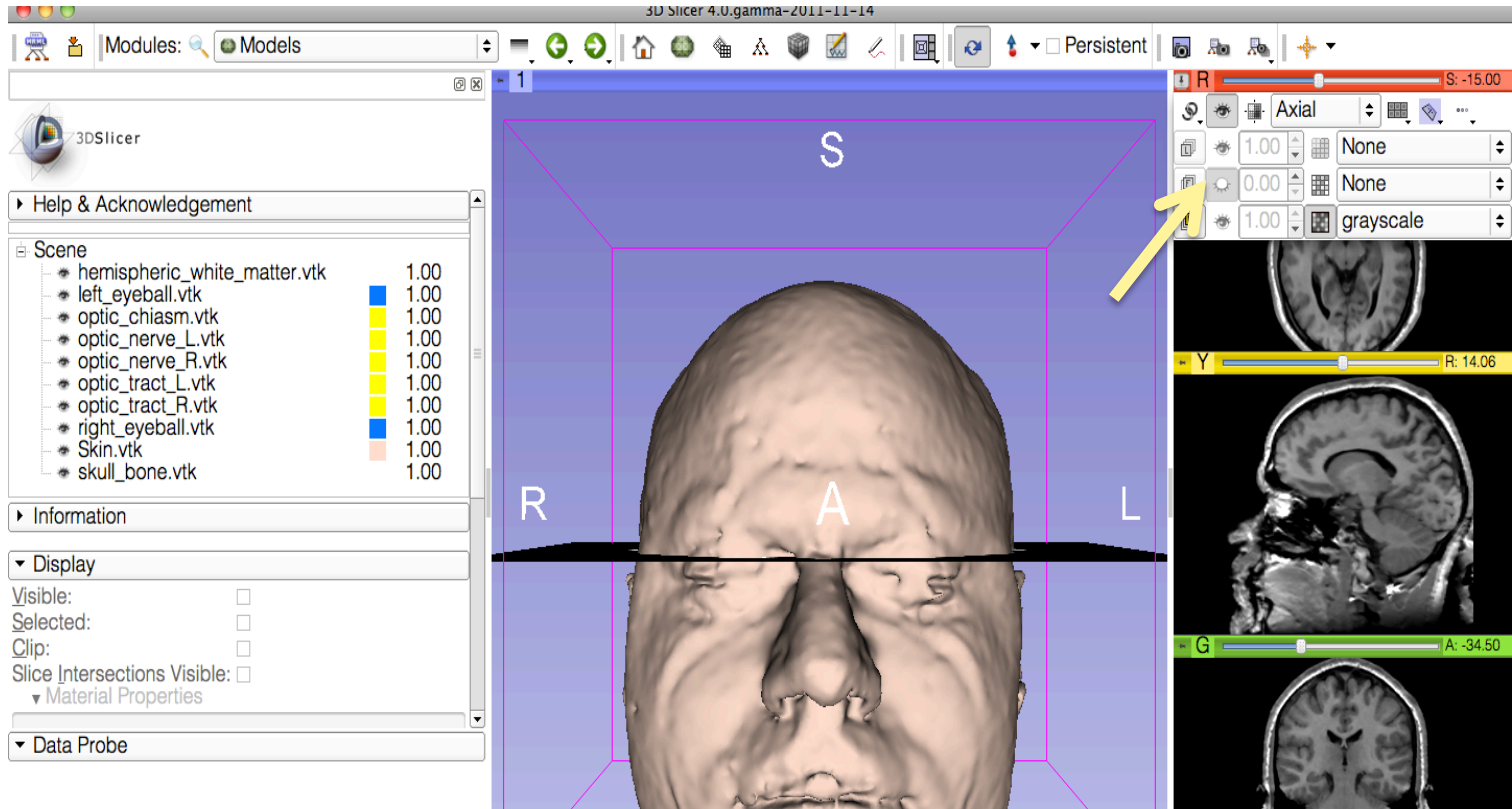 3D Slicer 4.0.gamma-2011-11-14
Modules: Models Persistent
1
3DSlicer
Help & Acknowledgement
Scene
hemispheric_white_matter.vtk 1.00
left_eyeball.vtk 1.00
optic_chiasm.vtk 1.00
optic_nerve_L.vtk 1.00
optic_nerve_R.vtk 1.00
optic_tract_L.vtk 1.00
optic_tract_R.vtk 1.00
right_eyeball.vtk 1.00
Skin.vtk 1.00
skull_bone.vtk 1.00
Information
Display
Visible:
Selected:
Clip:
Slice Intersections Visible:
Material Properties
Data Probe
S
R A L
R S: -15.00
Axial
L 1.00 None
F 0.00 None
1.00 grayscale
Y R: 14.06
G A: -34.50